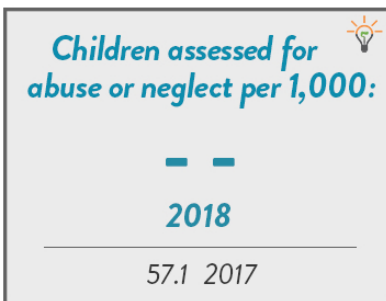 Children assessed for
abuse or neglect per 1,000:
- -
2018
57.1 2017